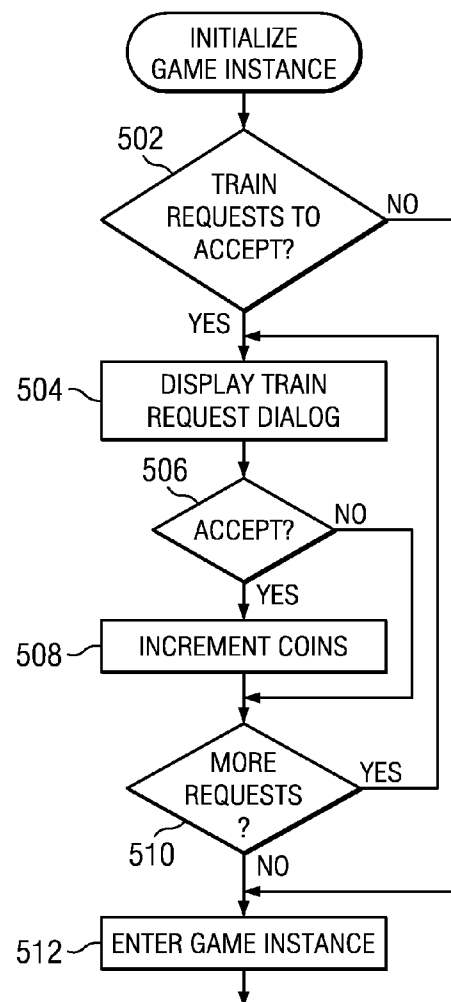 INITIALIZE
GAME INSTANCE
502
TRAIN
REQUESTS TO
ACCEPT?
NO
YES
504
DISPLAY TRAIN
REQUEST DIALOG
506
ACCEPT?
NO
YES
508
INCREMENT COINS
MORE
REQUESTS
?
YES
510
NO
512
ENTER GAME INSTANCE